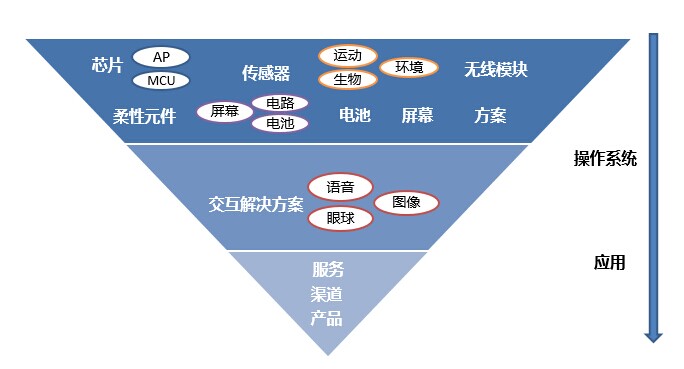 芯片 AP
MCU
传感器 运动
生物 环境
无线模块
柔性元件 屏幕 电路
电池
电池 屏幕 方案
操作系统
交互解决方案 语音
眼球 图像
应用
服务
渠道
产品